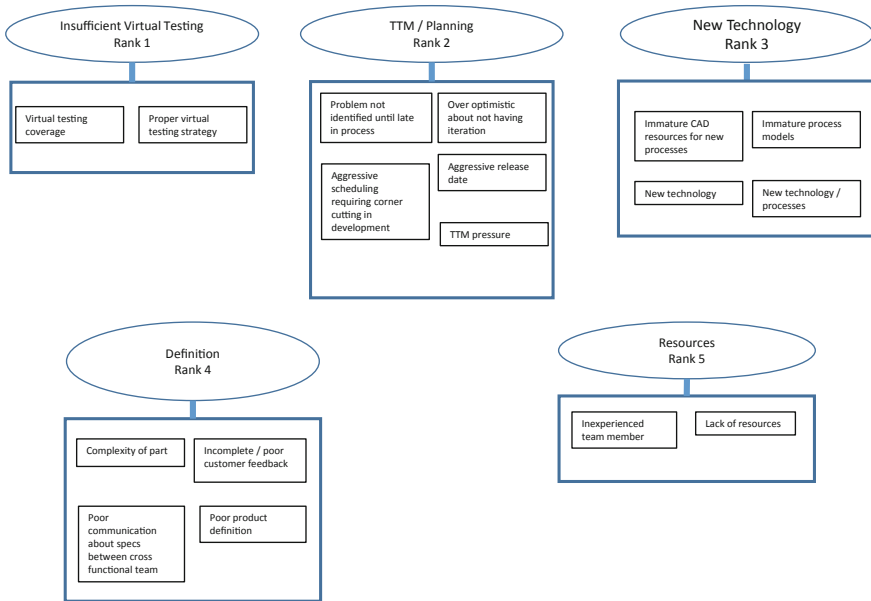 Insufficient Virtual Testing
Rank 1
Virtual testing
coverage
Proper virtual
testing strategy
TTM / Planning
Rank 2
Problem not
identified until late
in process
Over optimistic
about not having
iteration
Aggressive
scheduling
requiring corner
cutting in
development
Aggressive release
date
TTM pressure
New Technology
Rank 3
Immature CAD
resources for new
processes
Immature process
models
New technology
New technology /
processes
Definition
Rank 4
Complexity of part
Incomplete / poor
customer feedback
Poor
communication
about specs
between cross
functional team
Poor product
definition
Resources
Rank 5
Inexperienced
team member
Lack of resources